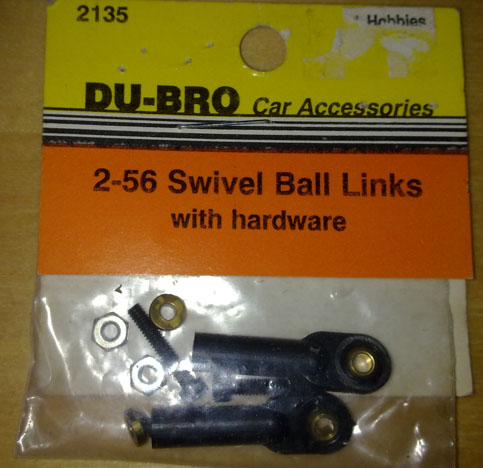 2135
Hobbies
DU-BRO Car Accessories
2-56 Swivel Ball Links
with hardware